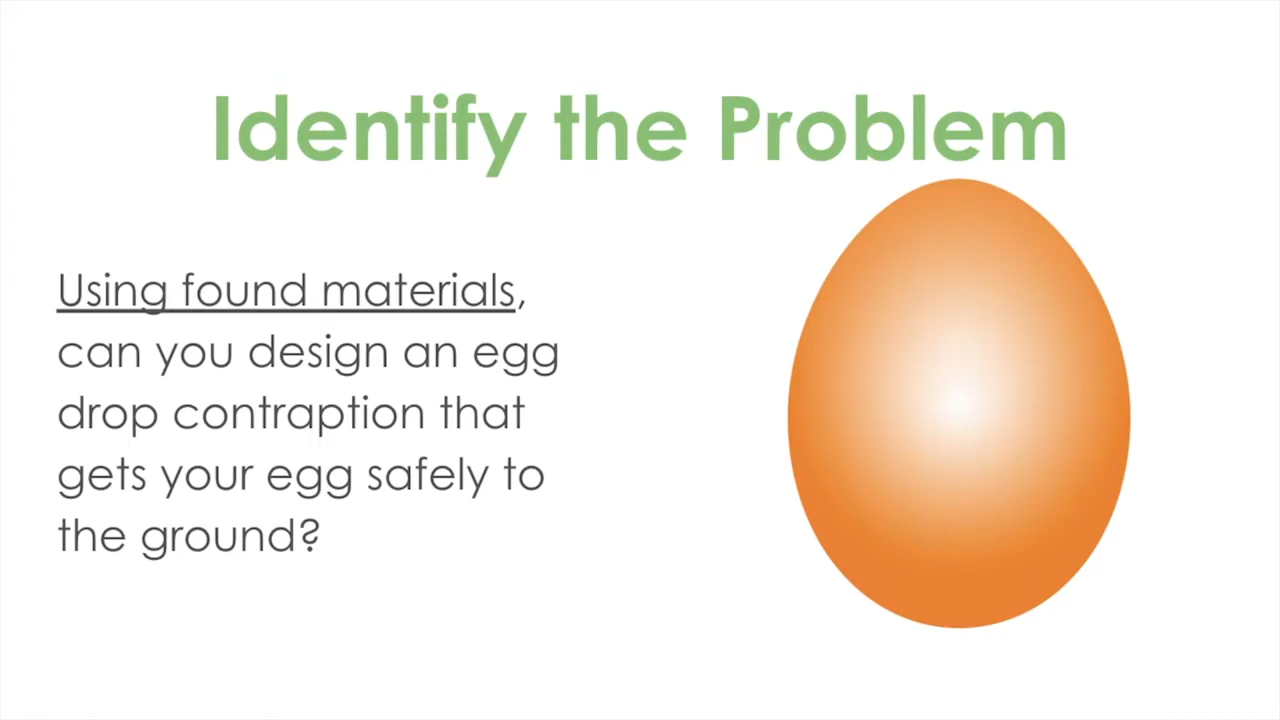 Identify the Problem
Using found materials,
can you design an egg
drop contraption that
gets your egg safely to
the ground?